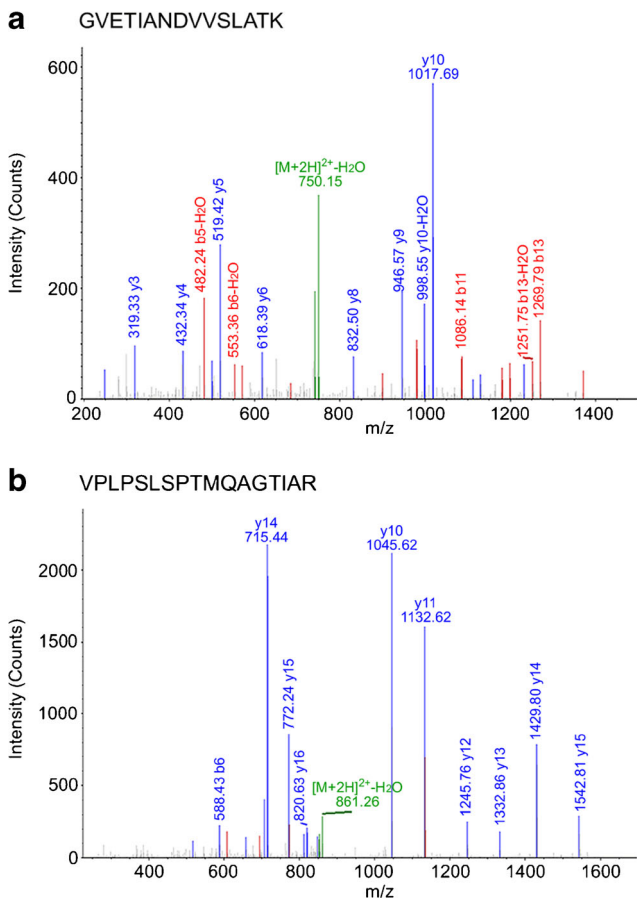 a GVETIANDVVSLATK
Intensity (Counts)
600
400
200
0
319.33 y3
432.34 y4
482.24 b5-H2O
519.42 y5
553.36 b6-H2O
618.39 y6
[M+2H]2+-H2O
750.15
832.50 y8
946.57 y9
998.55 y10-H2O
y10
1017.69
1086.14 b11
1251.75 b13-H2O
1269.79 b13
200 400 600 800 1000 1200 1400
m/z
b VPLPSLSPTMQAGTIAR
Intensity (Counts)
2000
1500
1000
500
0
588.43 b6
y14
715.44
772.24 y15
820.63 y16
[M+2H]2+-H2O
861.26
y10
1045.62
y11
1132.62
1245.76 y12
1332.86 y13
1429.80 y14
1542.81 y15
400 600 800 1000 1200 1400 1600
m/z